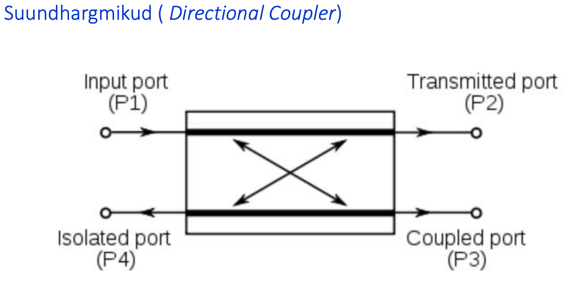 Suundhargmikud ( Directional Coupler)
Input port
(P1)
Transmitted port
(P2)
Isolated port
(P4)
Coupled port
(P3)